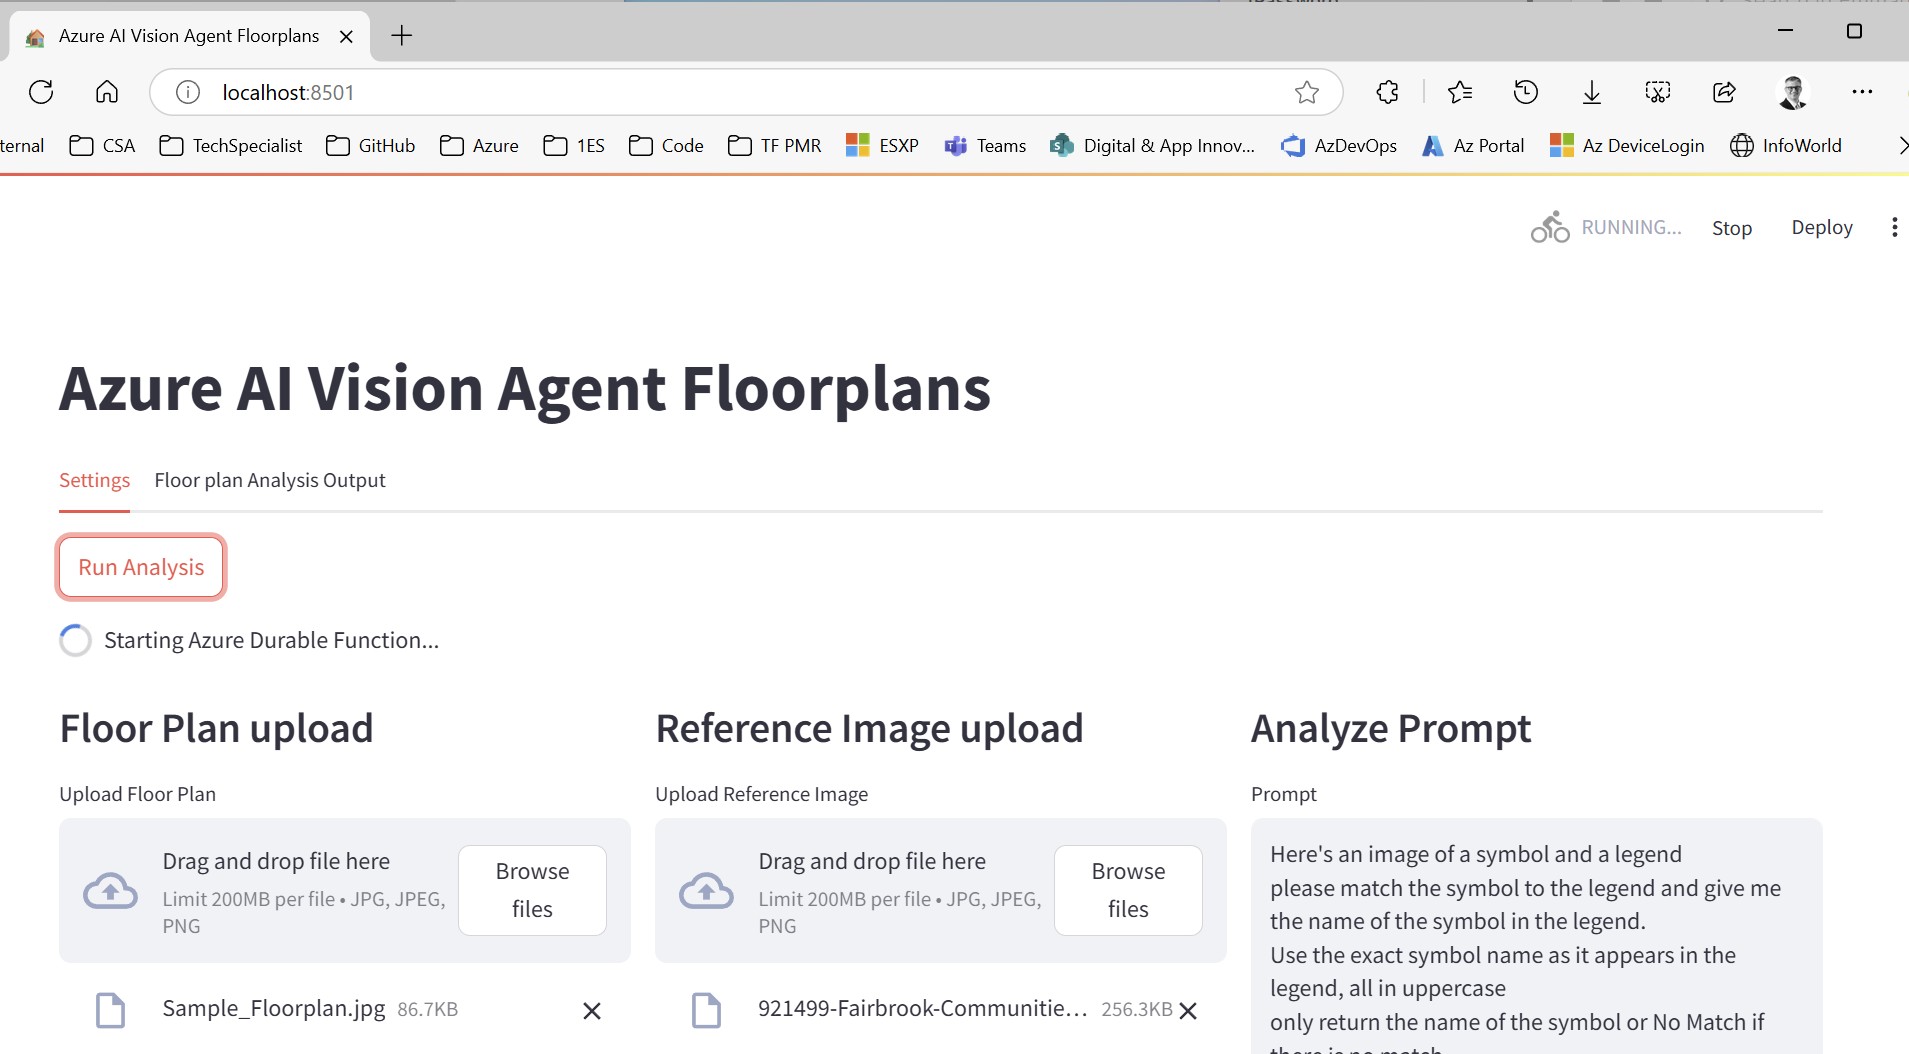 Azure AI Vision Agent Floorplans
localhost:8501
ternal CSA TechSpecialist GitHub Azure 1ES Code TF PMR ESXP Teams Digital & App Innov... AzDevOps Az Portal Az DeviceLogin InfoWorld
RUNNING... Stop Deploy
Azure AI Vision Agent Floorplans
Settings Floor plan Analysis Output
Run Analysis
Starting Azure Durable Function...
Floor Plan upload
Upload Floor Plan
Drag and drop file here
Limit 200MB per file • JPG, JPEG,
PNG
Browse
files
Sample_Floorplan.jpg 86.7KB
Reference Image upload
Upload Reference Image
Drag and drop file here
Limit 200MB per file • JPG, JPEG,
PNG
Browse
files
921499-Fairbrook-Communitie... 256.3KB
Analyze Prompt
Prompt
Here's an image of a symbol and a legend
please match the symbol to the legend and give me
the name of the symbol in the legend.
Use the exact symbol name as it appears in the
legend, all in uppercase
only return the name of the symbol or No Match if
there is no match